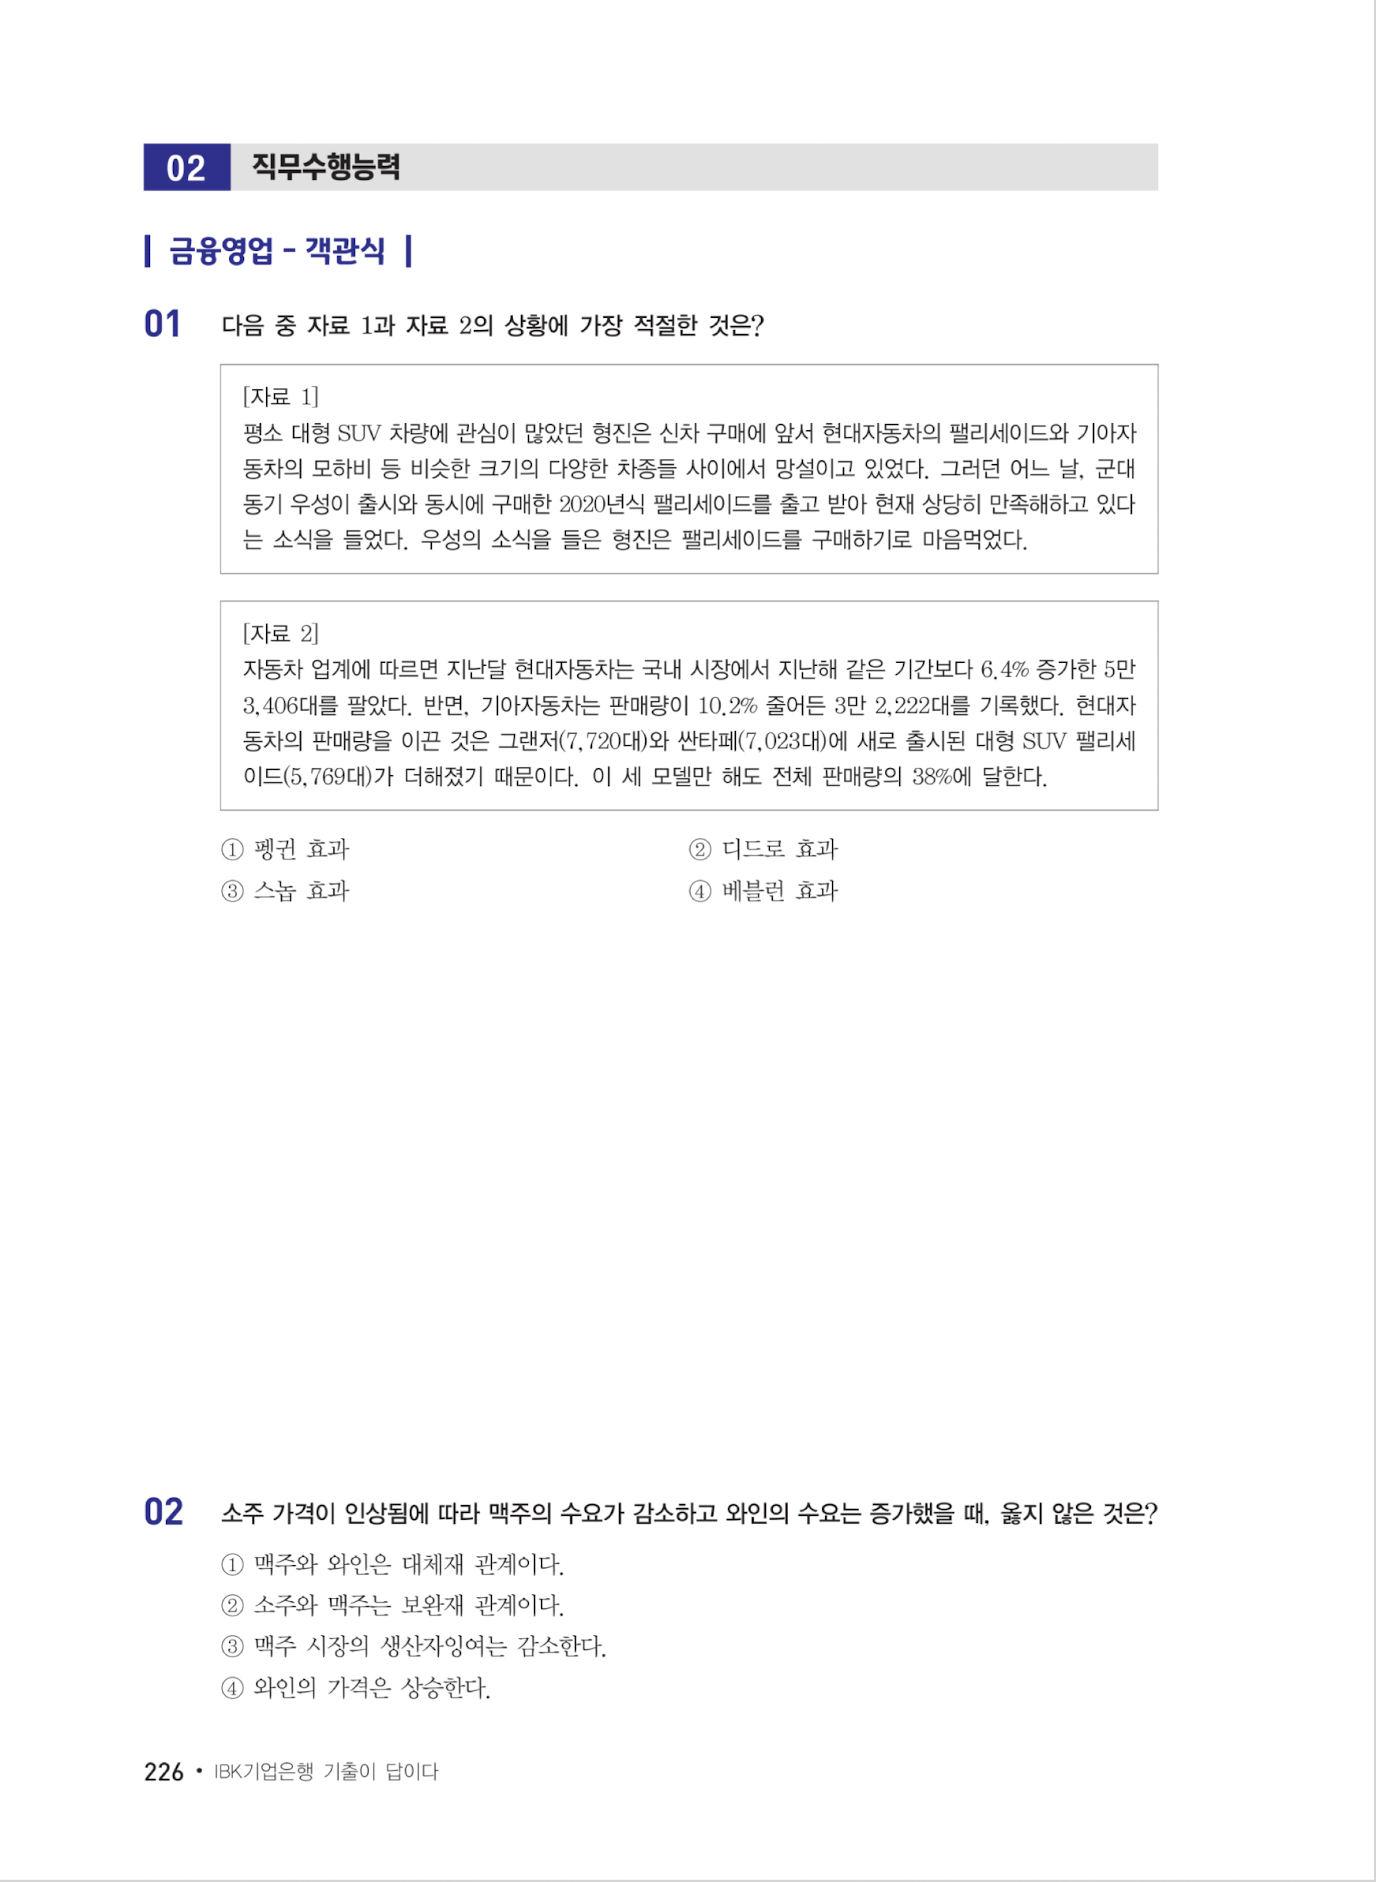 02 직무수행능력
금융영업 - 객관식
01 다음 중 자료 1과 자료 2의 상황에 가장 적절한 것은?
[자료 1]
평소 대형 SUV 차량에 관심이 많았던 형진은 신차 구매에 앞서 현대자동차의 팰리세이드와 기아자
동차의 모하비 등 비슷한 크기의 다양한 차종들 사이에서 망설이고 있었다. 그러던 어느 날, 군대
동기 우성이 출시와 동시에 구매한 2020년식 팰리세이드를 출고 받아 현재 상당히 만족해하고 있다
는 소식을 들었다. 우성의 소식을 들은 형진은 팰리세이드를 구매하기로 마음먹었다.
[자료 2]
자동차 업계에 따르면 지난달 현대자동차는 국내 시장에서 지난해 같은 기간보다 6.4% 증가한 5만
3,406대를 팔았다. 반면, 기아자동차는 판매량이 10.2% 줄어든 3만 2,222대를 기록했다. 현대자
동차의 판매량을 이끈 것은 그랜저(7,720대)와 싼타페(7,023대)에 새로 출시된 대형 SUV 팰리세
이드(5,769대)가 더해졌기 때문이다. 이 세 모델만 해도 전체 판매량의 38%에 달한다.
① 펭귄 효과 ② 디드로 효과
③ 스놉 효과 ④ 베블런 효과
02 소주 가격이 인상됨에 따라 맥주의 수요가 감소하고 와인의 수요는 증가했을 때, 옳지 않은 것은?
① 맥주와 와인은 대체재 관계이다.
② 소주와 맥주는 보완재 관계이다.
③ 맥주 시장의 생산자잉여는 감소한다.
④ 와인의 가격은 상승한다.
226 • IBK기업은행 기출이 답이다